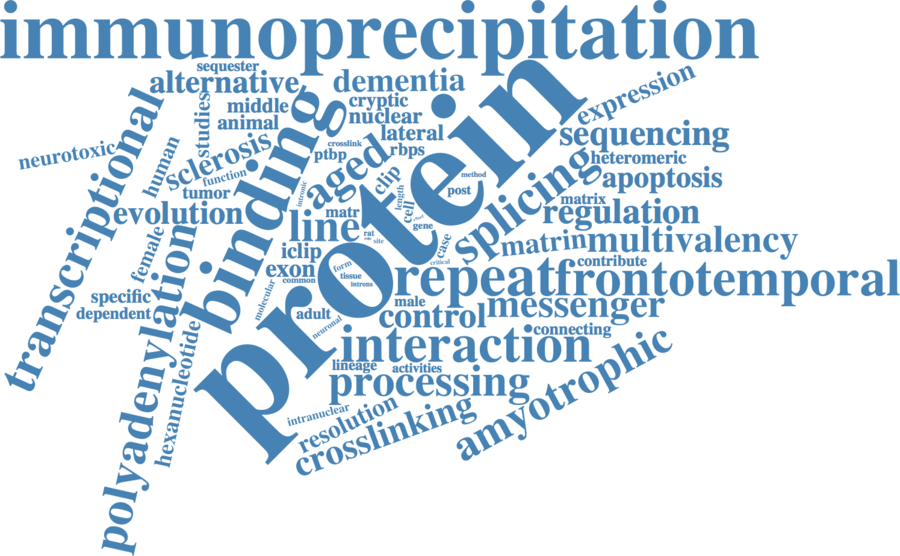 immunoprecipitation
sequester
alternative
dementia
transcriptional
studies
middle
animal
cryptic
nuclear
lateral
expression
neurotoxic
human
sclerosis
function
tumor
binding
crosslink
ptbp
rbps
aged
clip
protein
method
post
sequencing
heteromeric
apoptosis
splicing
evolution
intronic
matr
line
length
cell
gene
matrix
regulation
female
polyadenylation
iclip
exon
common
rat
site
case
critical
matrin
multivalency
contribute
specific
dependent
molecular
form
tissue
introns
repeat
frontotemporal
hexanucleotide
adult
neuronal
male
control
messenger
connecting
interaction
lineage
activities
processing
amyotrophic
intranuclear
resolution
crosslinking